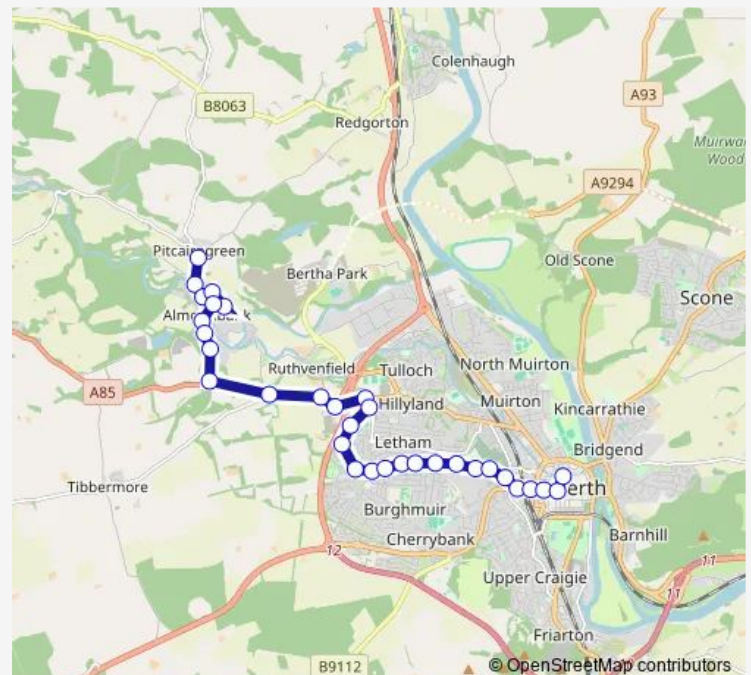 Colenhaugh
B8063
A93
Redgorton
Muirwa
Wood
A9294
Pitcairngreen
Old Scone
Bertha Park
Scone
Ruthvenfield
Tulloch
North Muirton
A85
Hillyland
Muirton
Kincarrathie
Letham
Bridgend
Tibbermore
Burghmuir
Cherrybank
Barnhill
12
11
Upper Craigie
11
Friarton
B9112
© OpenStreetMap contributors